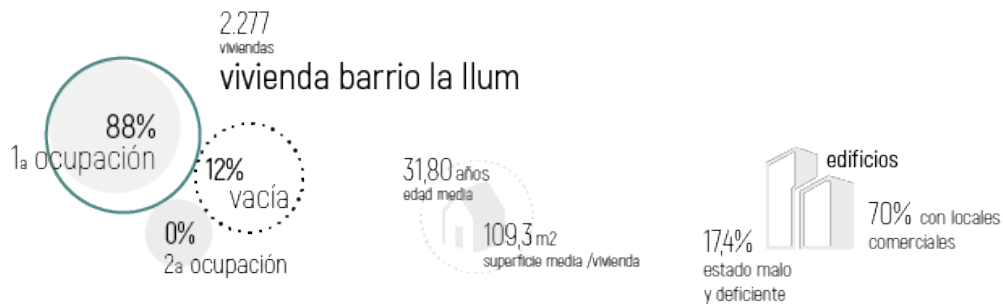 2.277
viviendas
vivienda barrio la llum
88%
1a ocupación
12%
vacía
0%
2a ocupación
31,80 años
edad media
109,3 m2
superficie media /vivienda
edificios
17,4%
estado malo
y deficiente
70% con locales
comerciales